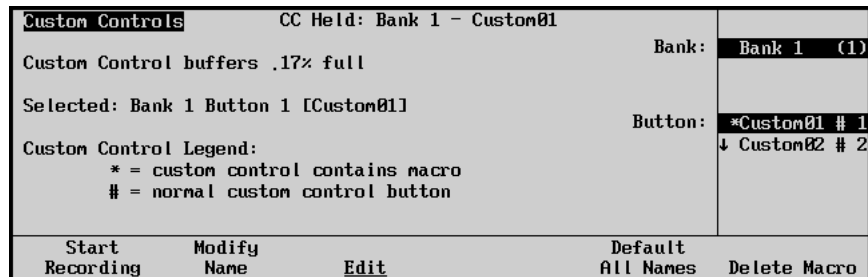 Custom Controls CC Held: Bank 1 - Custom01
Bank: Bank 1 (1)
Custom Control buffers .17% full
Selected: Bank 1 Button 1 [Custom01]
Button: *Custom01 # 1
↓ Custom02 # 2
Custom Control Legend:
* = custom control contains macro
# = normal custom control button
Start Recording
Modify Name
Edit
Default All Names
Delete Macro